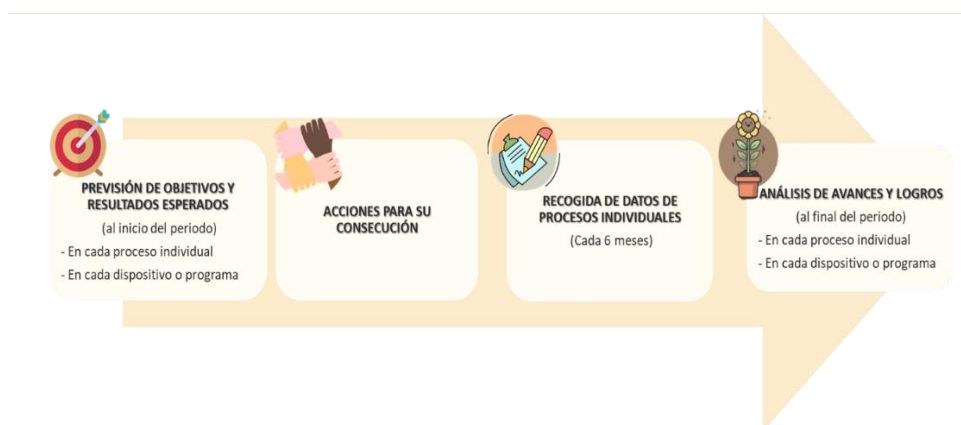 PREVISIÓN DE OBJETIVOS Y
RESULTADOS ESPERADOS
(al inicio del periodo)
- En cada proceso individual
- En cada dispositivo o programa
ACCIONES PARA SU
CONSECUCIÓN
RECOGIDA DE DATOS DE
PROCESOS INDIVIDUALES
(Cada 6 meses)
ANÁLISIS DE AVANCES Y LOGROS
(al final del periodo)
- En cada proceso individual
- En cada dispositivo o programa